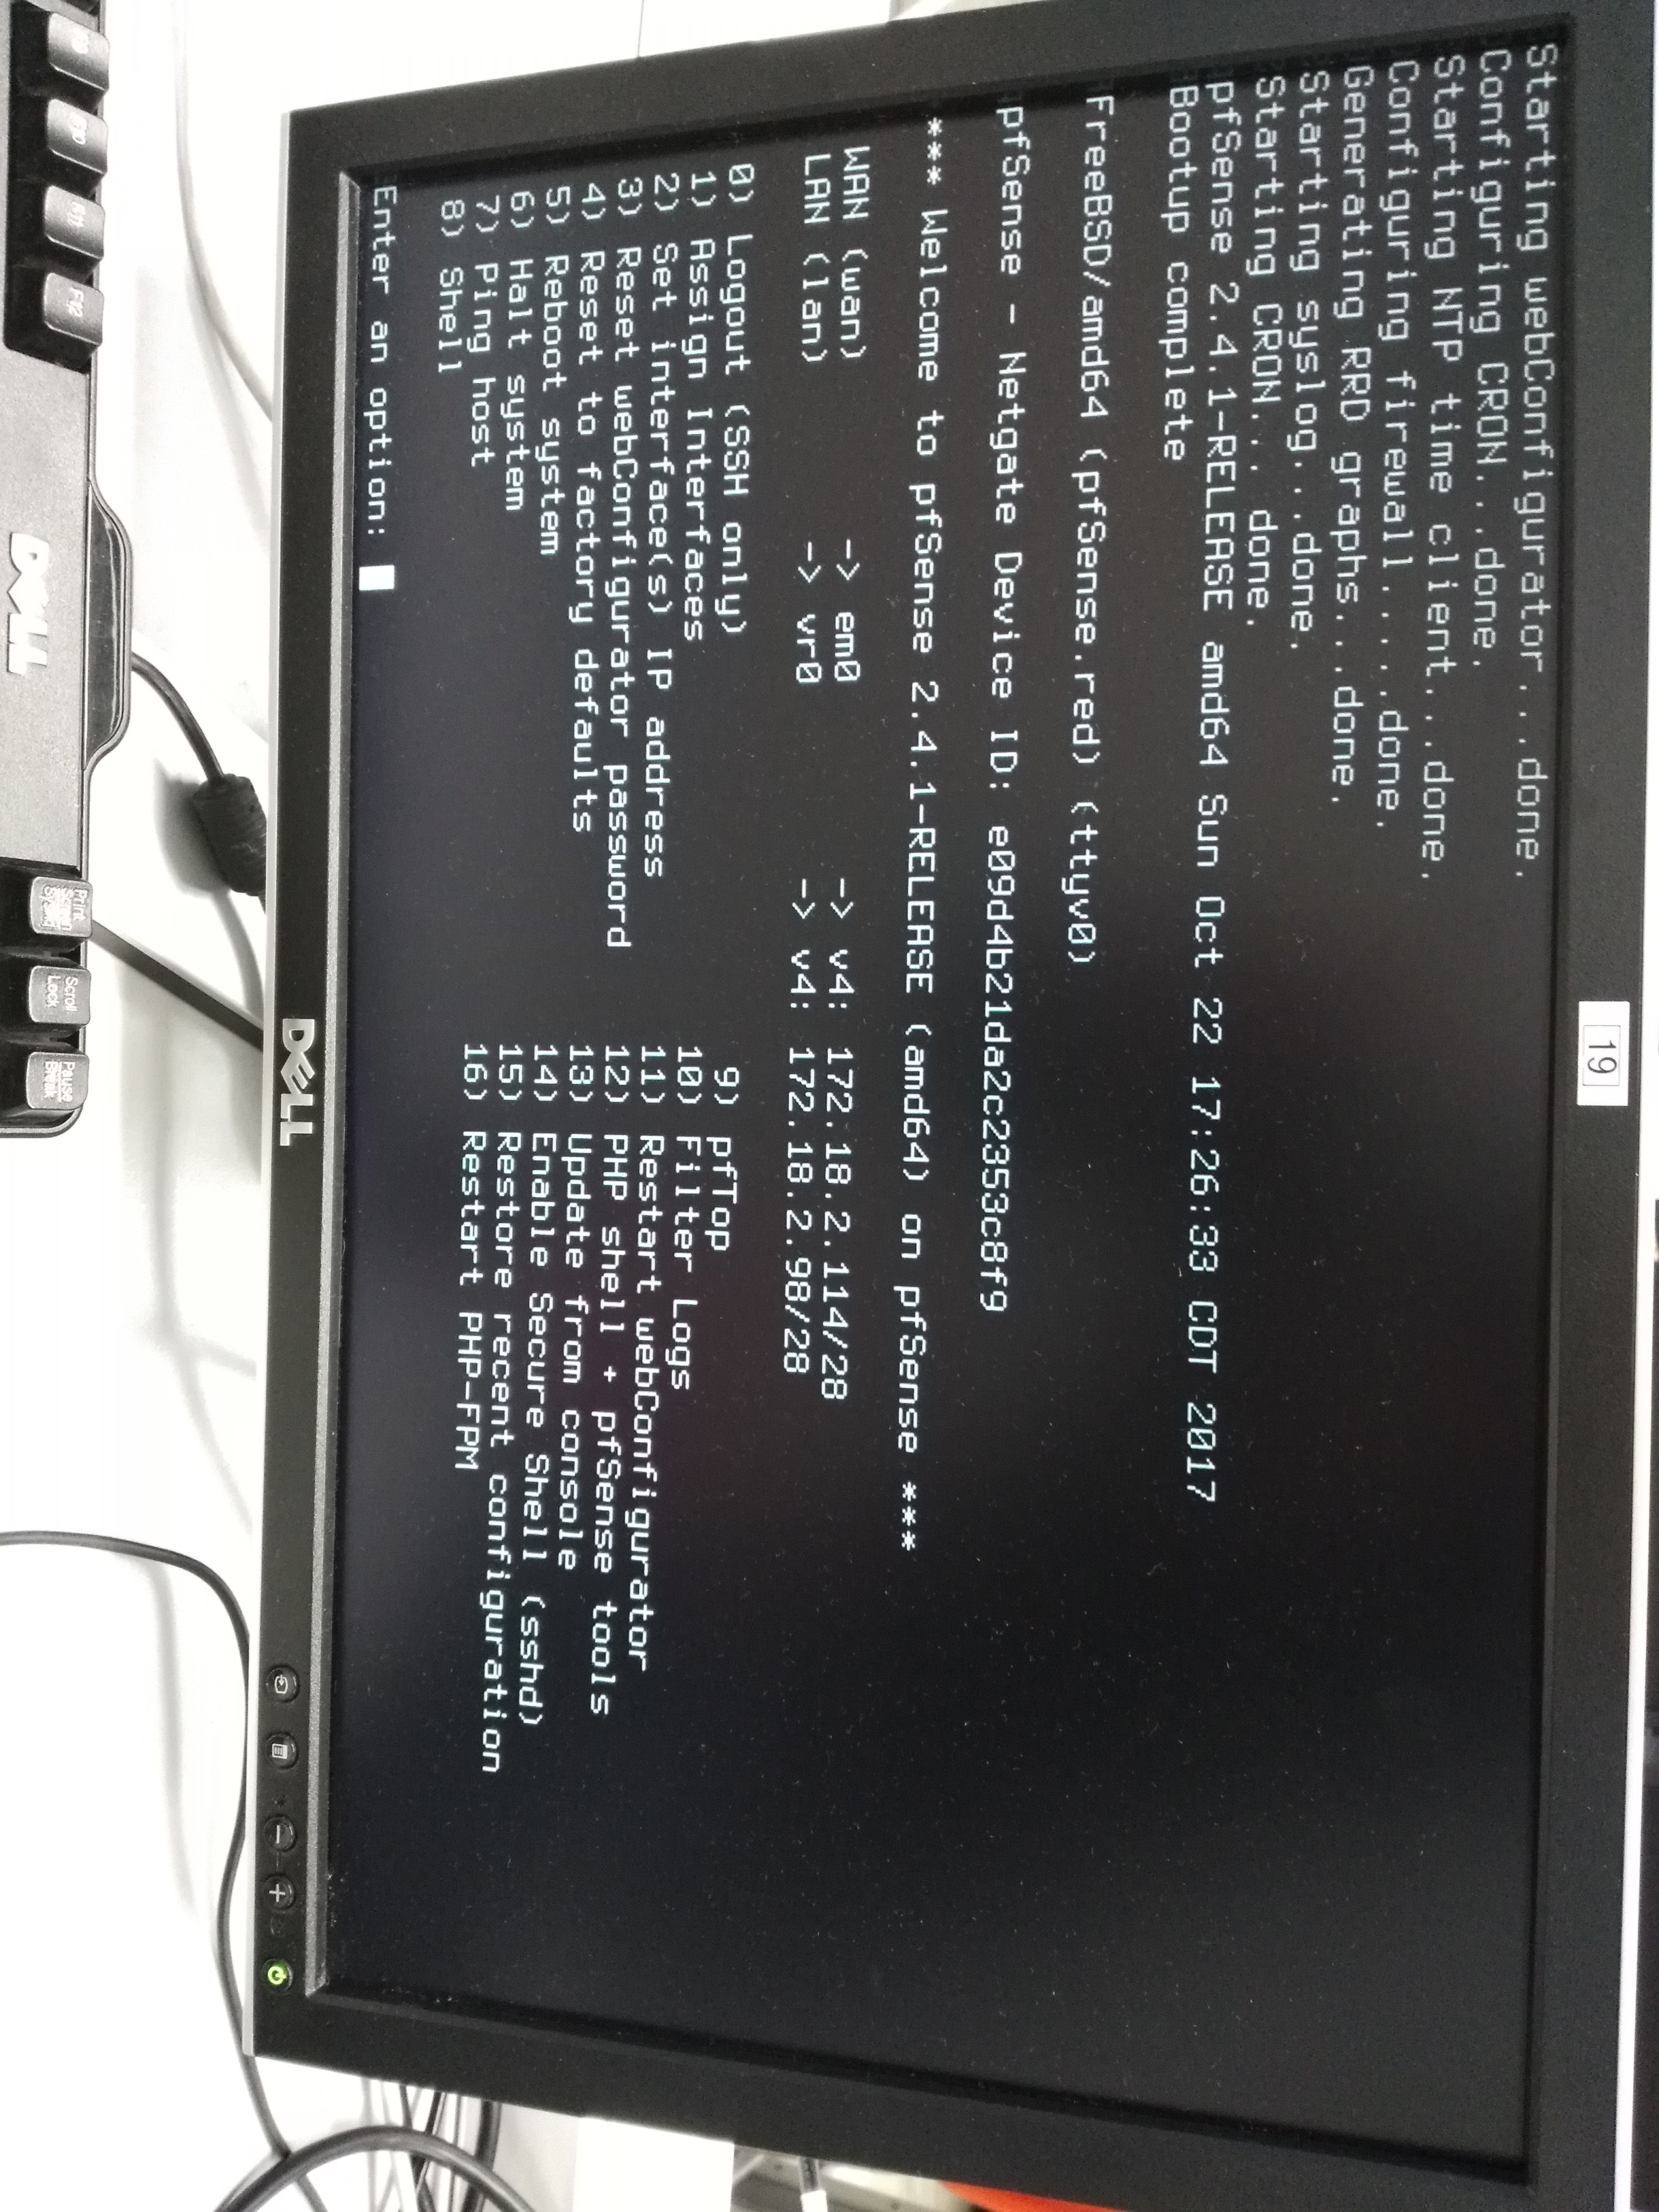 19
Starting webConfigurator...done.
Configuring CRON...done.
Starting NTP time client...done.
Configuring firewall.....done.
Generating RRD graphs...done.
Starting syslog...done.
Starting CRON... done.
pfSense 2.4.1-RELEASE amd64 Sun Oct 22 17:26:33 CDT 2017
Bootup complete
FreeBSD/amd64 (pfSense.red) (ttyv0)
pfSense - Netgate Device ID: e09d4b21da2c2353c8f9
*** Welcome to pfSense 2.4.1-RELEASE (amd64) on pfSense ***
WAN (wan) -> em0 -> v4: 172.18.2.114/28
LAN (lan) -> vr0 -> v4: 172.18.2.98/28
0) Logout (SSH only)
1) Assign Interfaces
2) Set interface(s) IP address
3) Reset webConfigurator password
4) Reset to factory defaults
5) Reboot system
6) Halt system
7) Ping host
8) Shell
9) pfTop
10) Filter Logs
11) Restart webConfigurator
12) PHP shell + pfSense tools
13) Update from console
14) Enable Secure Shell (sshd)
15) Restore recent configuration
16) Restart PHP-FPM
Enter an option:
DELL
F9 F10 F11 F12
DELL
Print
Screen
SysRq
Scroll
Lock
Pause
Break